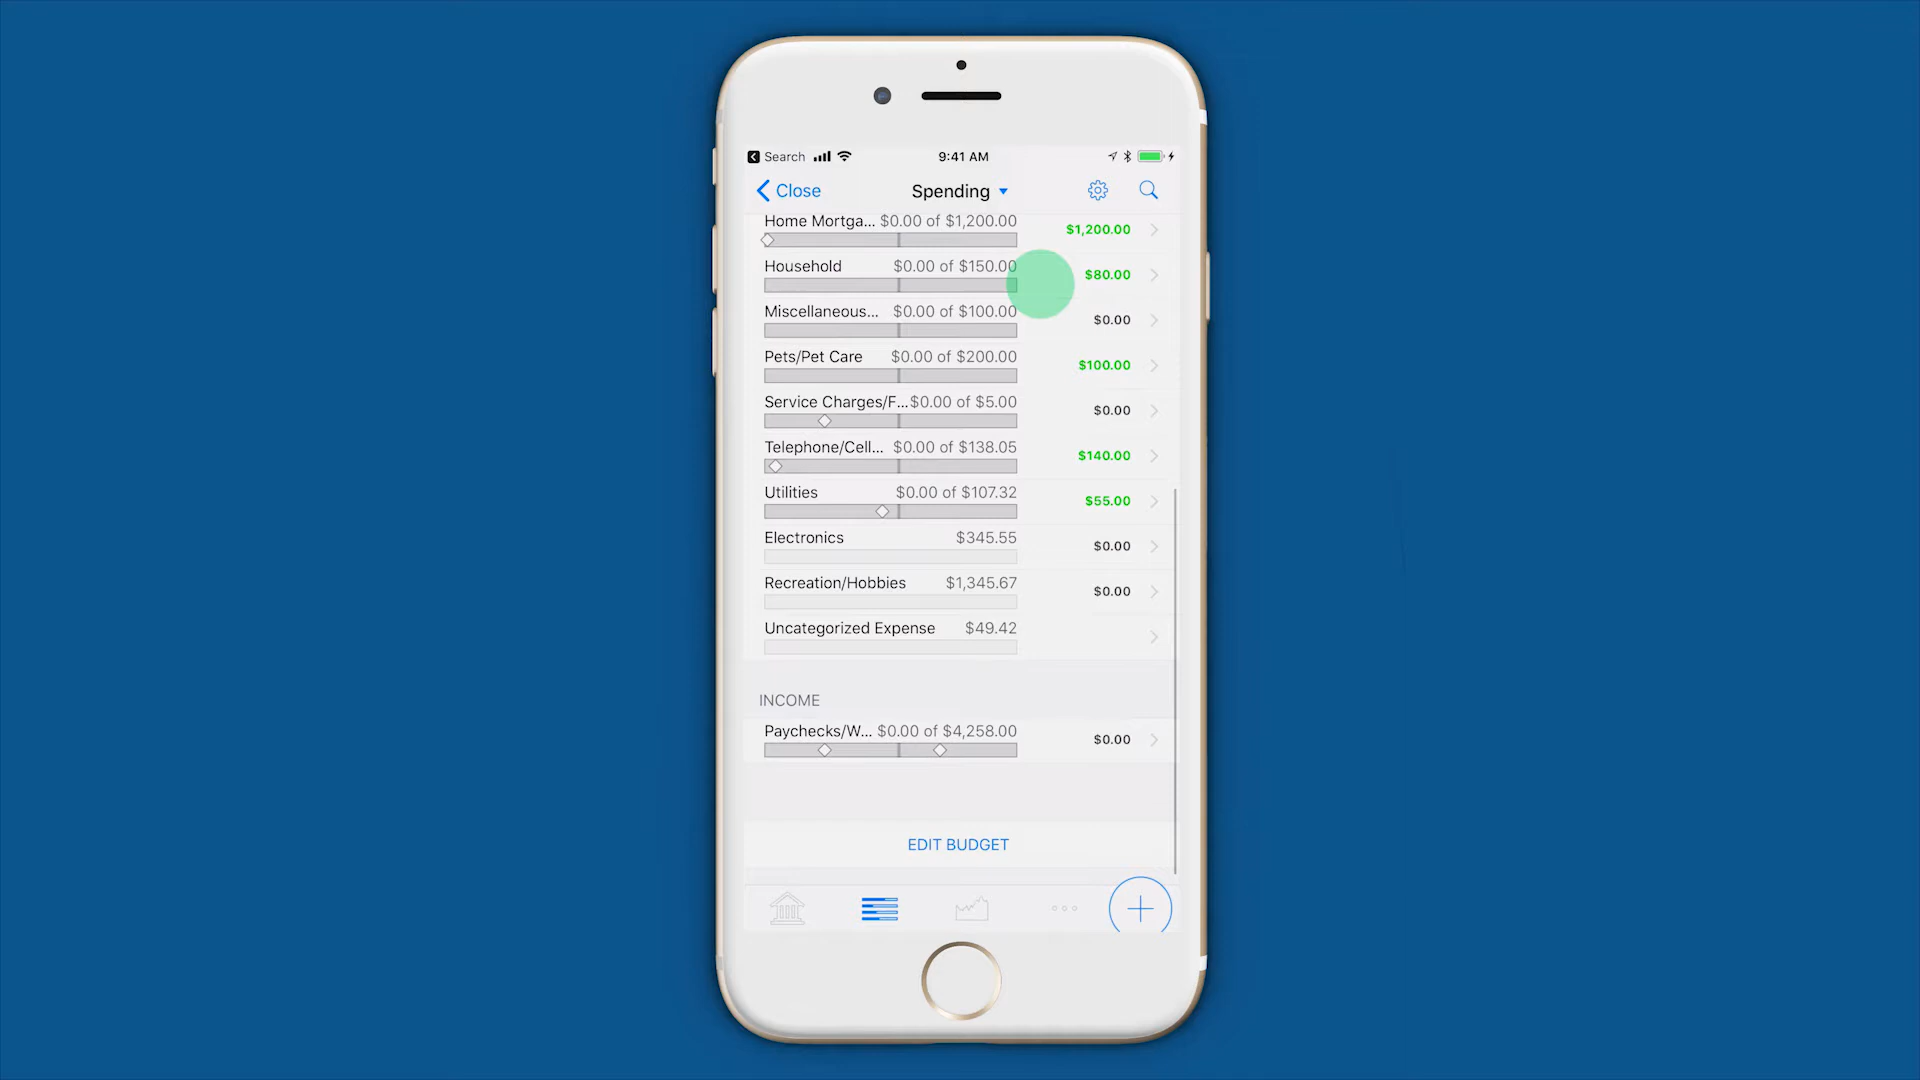 Search 9:41 AM
Close Spending
Home Mortga... $0.00 of $1,200.00 $1,200.00
Household $0.00 of $150.00 $80.00
Miscellaneous... $0.00 of $100.00 $0.00
Pets/Pet Care $0.00 of $200.00 $100.00
Service Charges/F... $0.00 of $5.00 $0.00
Telephone/Cell... $0.00 of $138.05 $140.00
Utilities $0.00 of $107.32 $55.00
Electronics $345.55 $0.00
Recreation/Hobbies $1,345.67 $0.00
Uncategorized Expense $49.42
INCOME
Paychecks/W... $0.00 of $4,258.00 $0.00
EDIT BUDGET